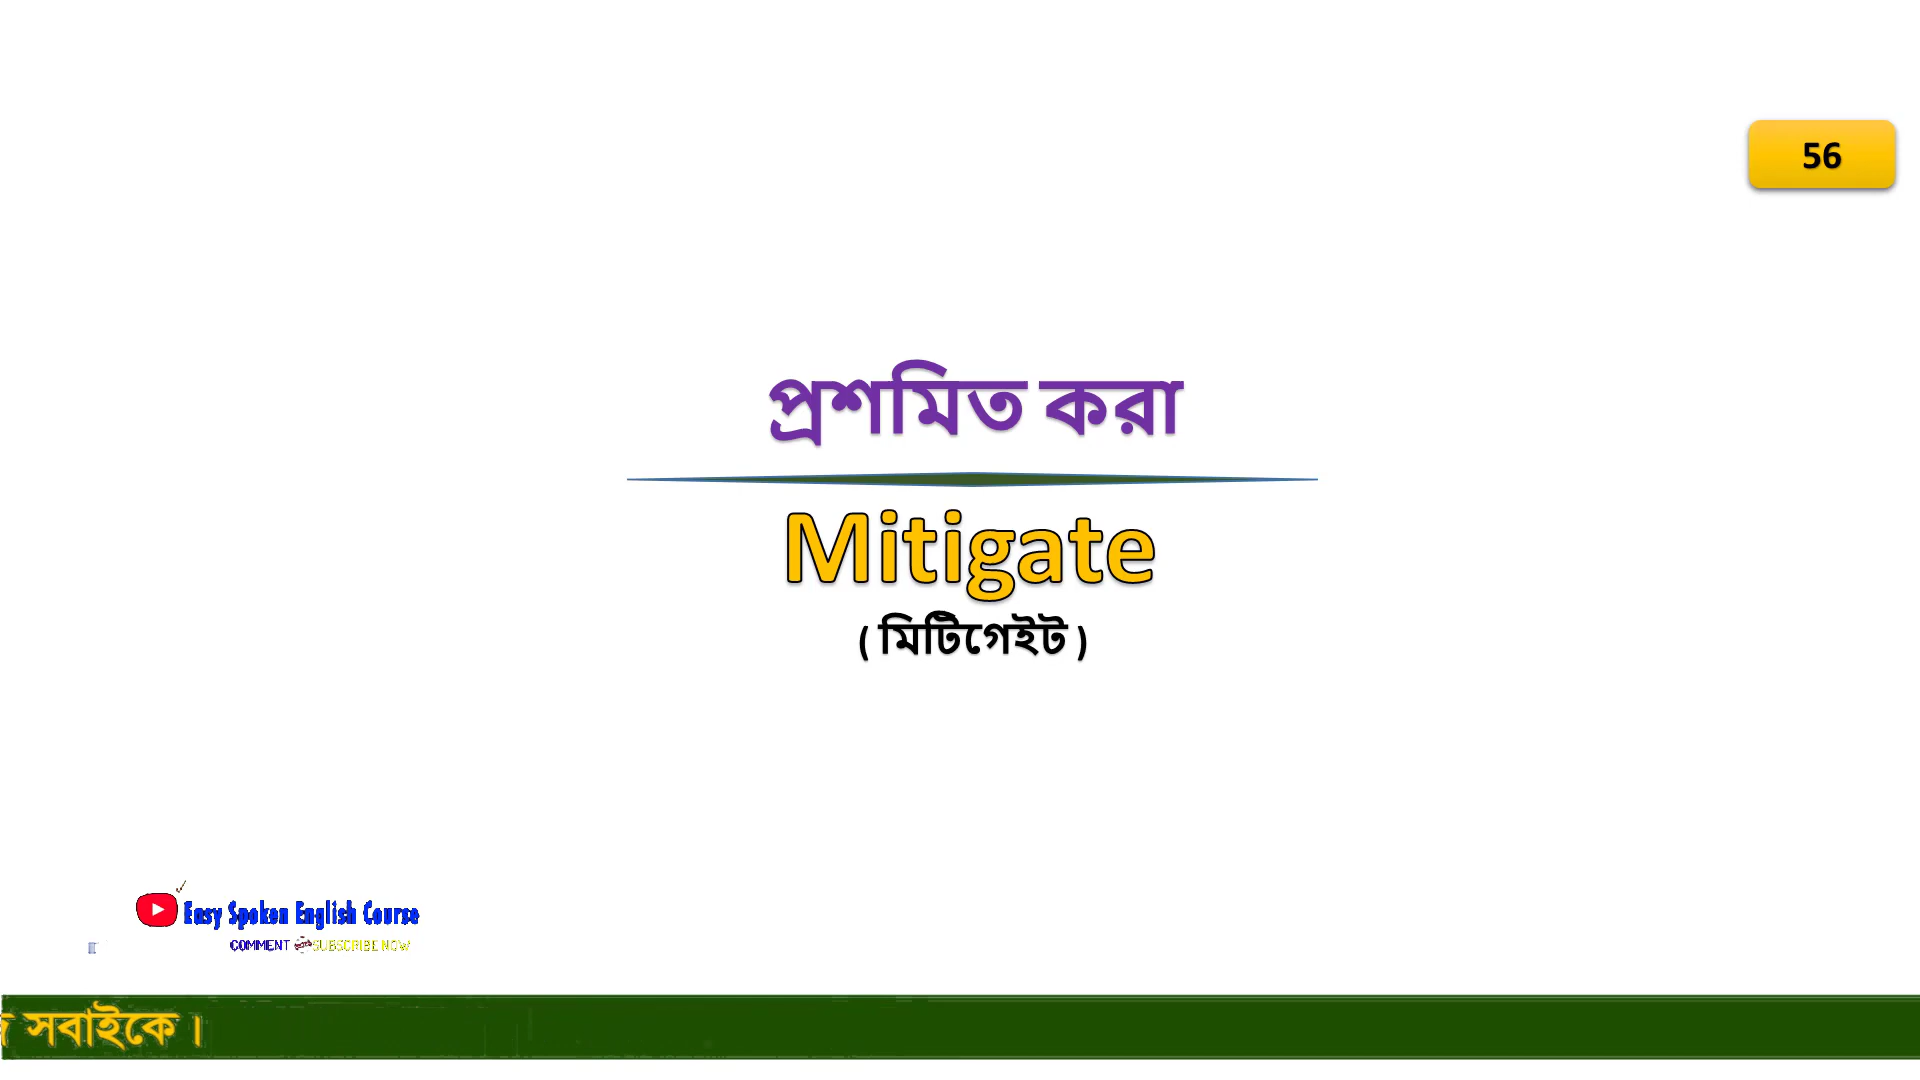 56
প্রশমিত করা
Mitigate
( মিটিগেইট )
Easy Spoken English Course
COMMENT
SUBSCRIBE NOW
সবাইকে ।